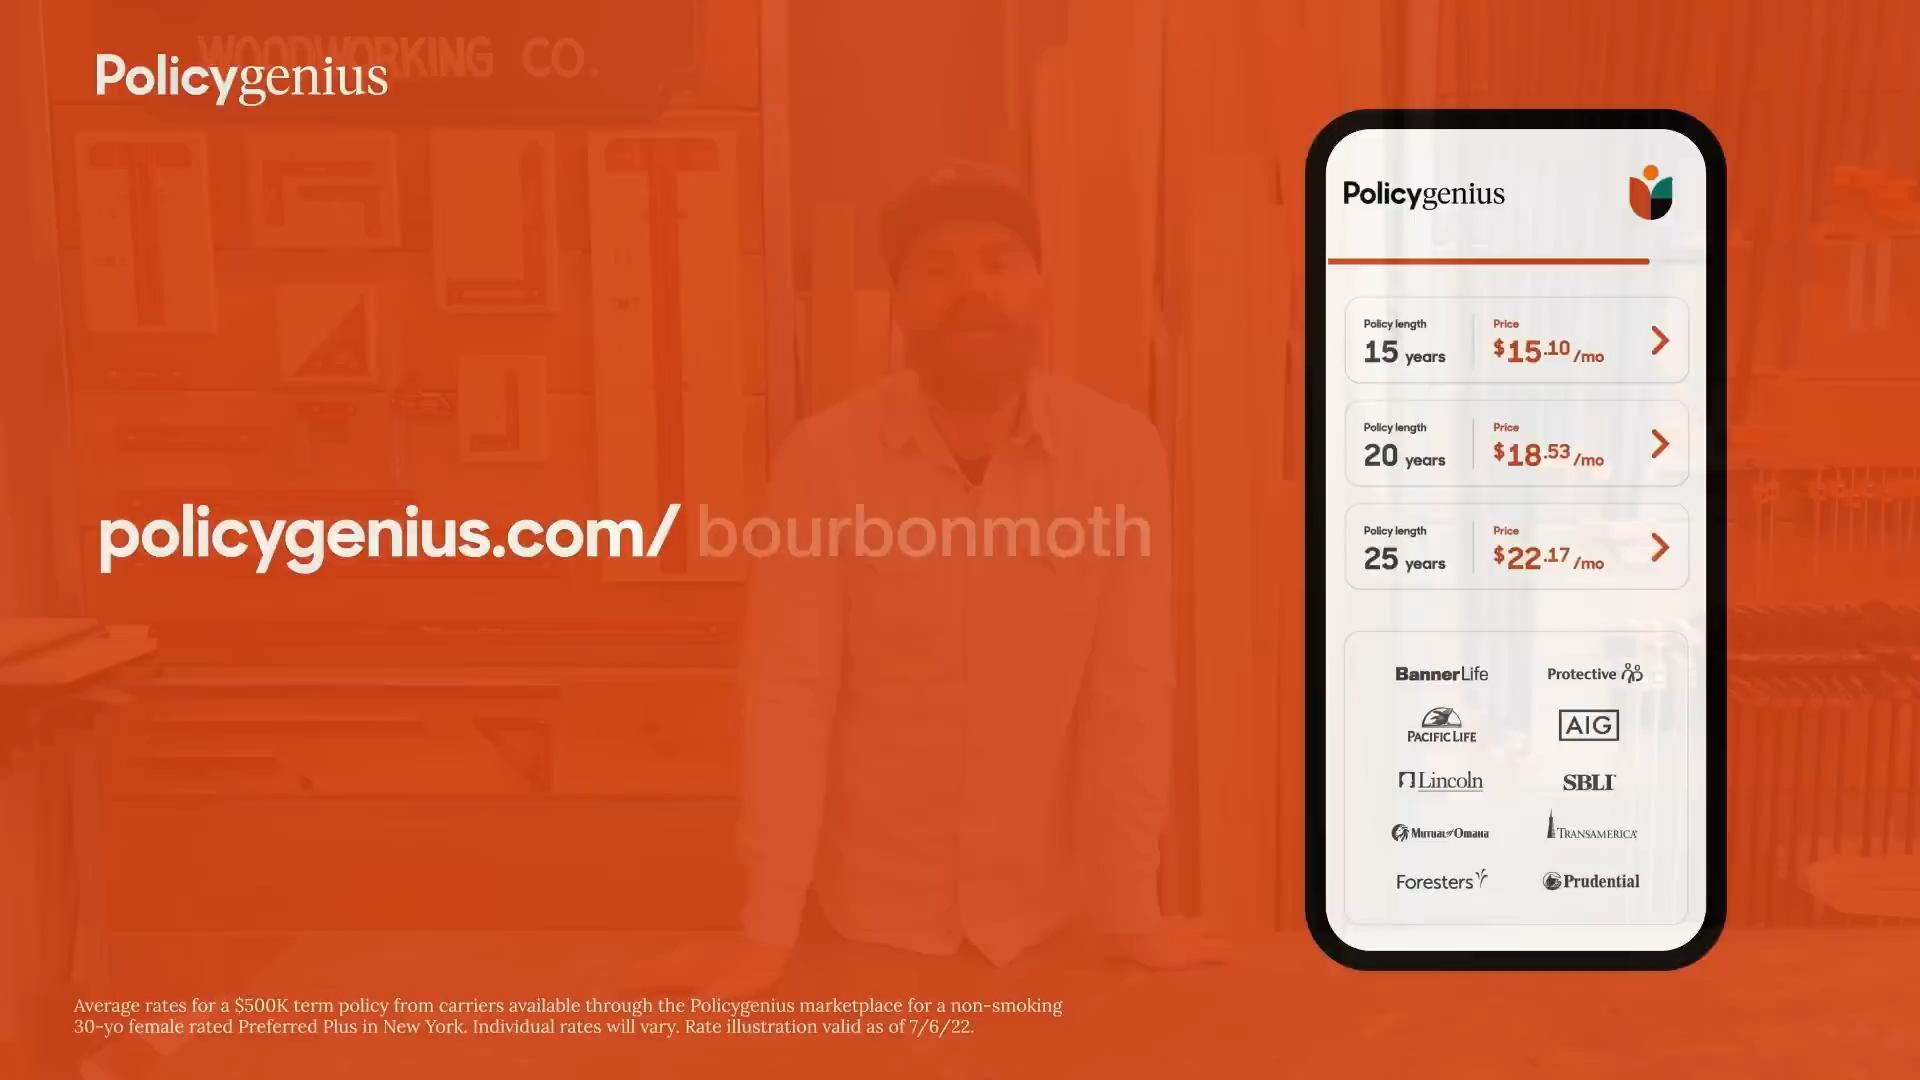 WOODWORKING CO.
Policygenius
policygenius.com/bourbonmoth
Policygenius
Policy length
Price
15 years
$15.10/mo
Policy length
Price
20 years
$18.53/mo
Policy length
Price
25 years
$22.17/mo
BannerLife
Protective
PACIFIC LIFE
AIG
Lincoln
SBLI
MUTUAL of OMAHA
TRANSAMERICA
Foresters
Prudential
Average rates for a $500K term policy from carriers available through the Policygenius marketplace for a non-smoking
30-yo female rated Preferred Plus in New York. Individual rates will vary. Rate illustration valid as of 7/6/22.